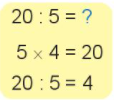 20 : 5 = ?
5 × 4 = 20
20 : 5 = 4